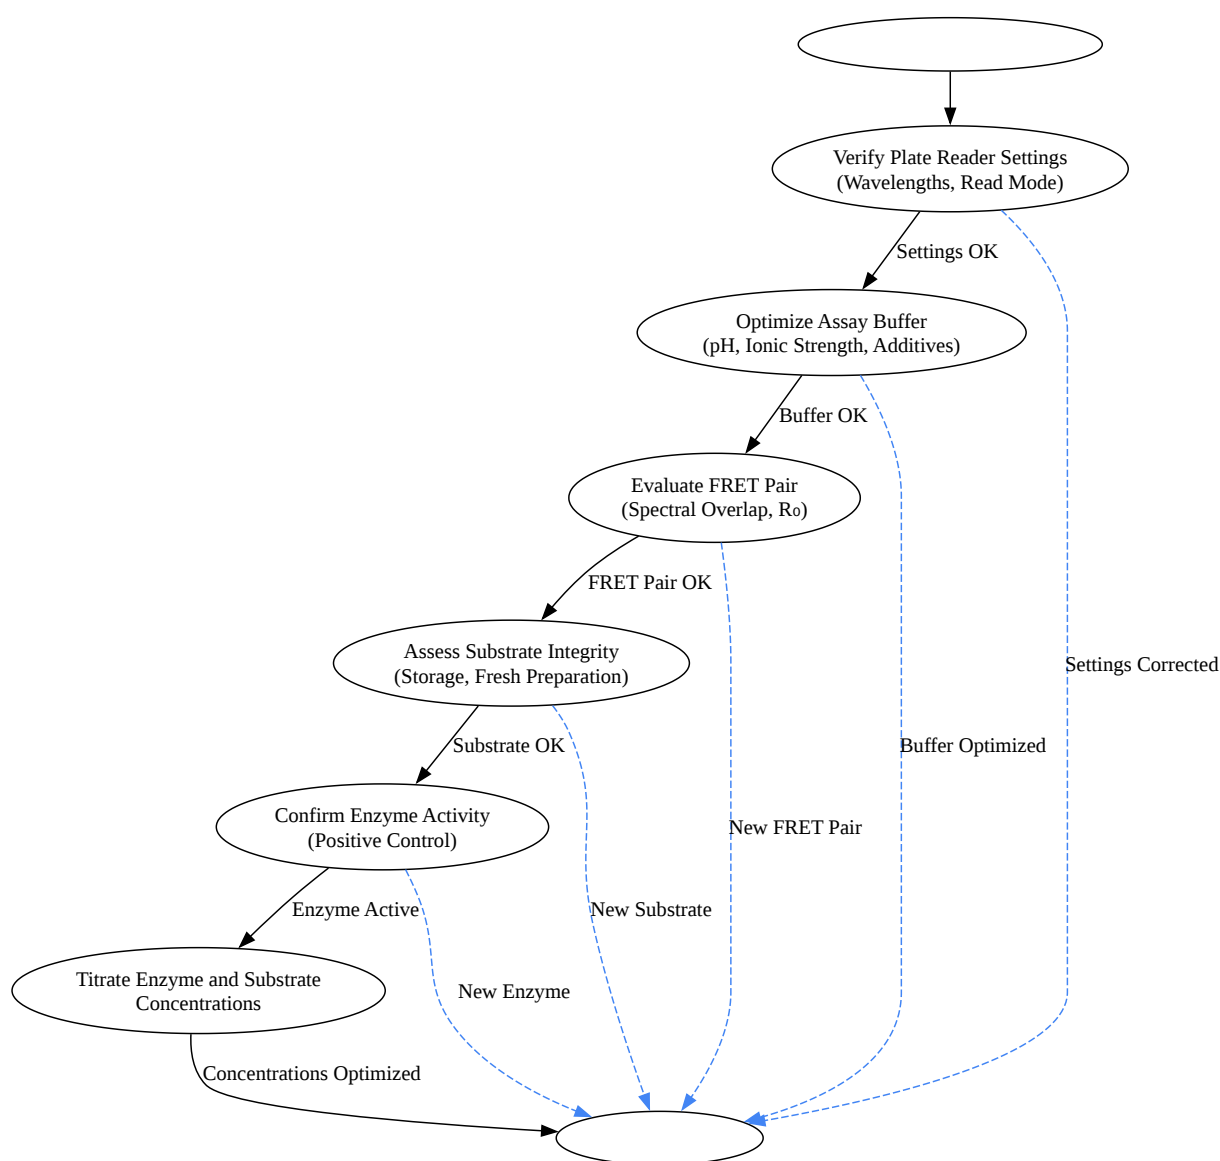 Verify Plate Reader Settings
(Wavelengths, Read Mode)
Settings OK
Optimize Assay Buffer
(pH, Ionic Strength, Additives)
Buffer OK
Evaluate FRET Pair
(Spectral Overlap, R₀)
FRET Pair OK
Assess Substrate Integrity
(Storage, Fresh Preparation)
Settings Corrected
Substrate OK
Buffer Optimized
Confirm Enzyme Activity
(Positive Control)
New FRET Pair
Enzyme Active
New Substrate
Titrate Enzyme and Substrate
Concentrations
New Enzyme
Concentrations Optimized